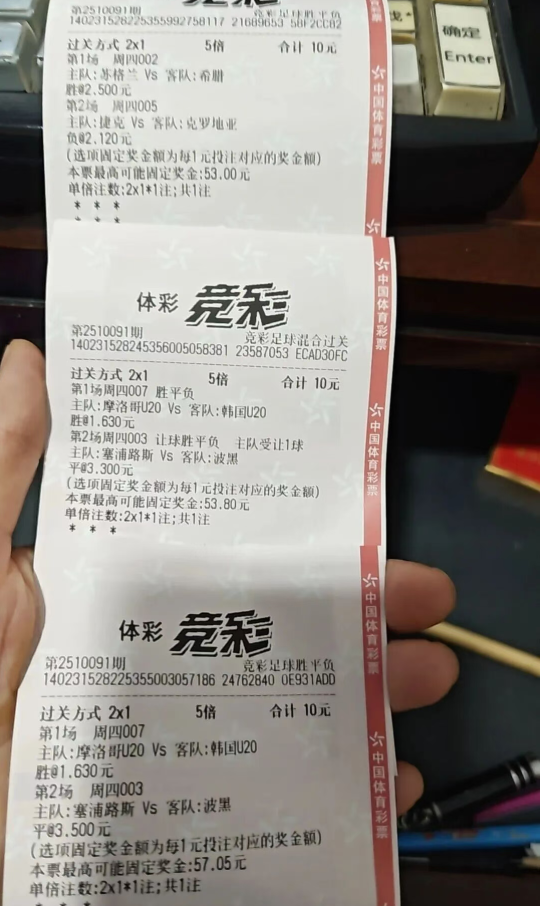 确定
Enter
第2510091期 竞彩足球胜平负
过关方式 2x1 5倍 合计 10元
第1场 周四002
主队:苏格兰 Vs 客队:希腊
胜@2.500元
第2场 周四005
主队:捷克 Vs 客队:克罗地亚
负@2.120元
(选项固定奖金额为每1元投注对应的奖金额)
本票最高可能固定奖金:53.00元
单倍注数:2x1*1注;共1注
* * *
* * *
中国体育彩票
体彩 竞彩
第2510091期 竞彩足球混合过关
140231528245356005058381 23587053 ECAD30FC
过关方式 2x1 5倍 合计 10元
第1场周四007 胜平负
主队:摩洛哥U20 Vs 客队:韩国U20
胜@1.630元
第2场周四003 让球胜平负 主队受让1球
主队:塞浦路斯 Vs 客队:波黑
平@3.300元
(选项固定奖金额为每1元投注对应的奖金额)
本票最高可能固定奖金:53.80元
单倍注数:2x1*1注;共1注
* * *
中国体育彩票
中国体育彩票
体彩 竞彩
第2510091期 竞彩足球胜平负
140231528225355003057186 24762840 0E931ADD
过关方式 2x1 5倍 合计 10元
第1场 周四007
主队:摩洛哥U20 Vs 客队:韩国U20
胜@1.630元
第2场 周四003
主队:塞浦路斯 Vs 客队:波黑
平@3.500元
(选项固定奖金额为每1元投注对应的奖金额)
本票最高可能固定奖金:57.05元
单倍注数:2x1*1注;共1注
* * *
中国体育彩票
中国体育彩票